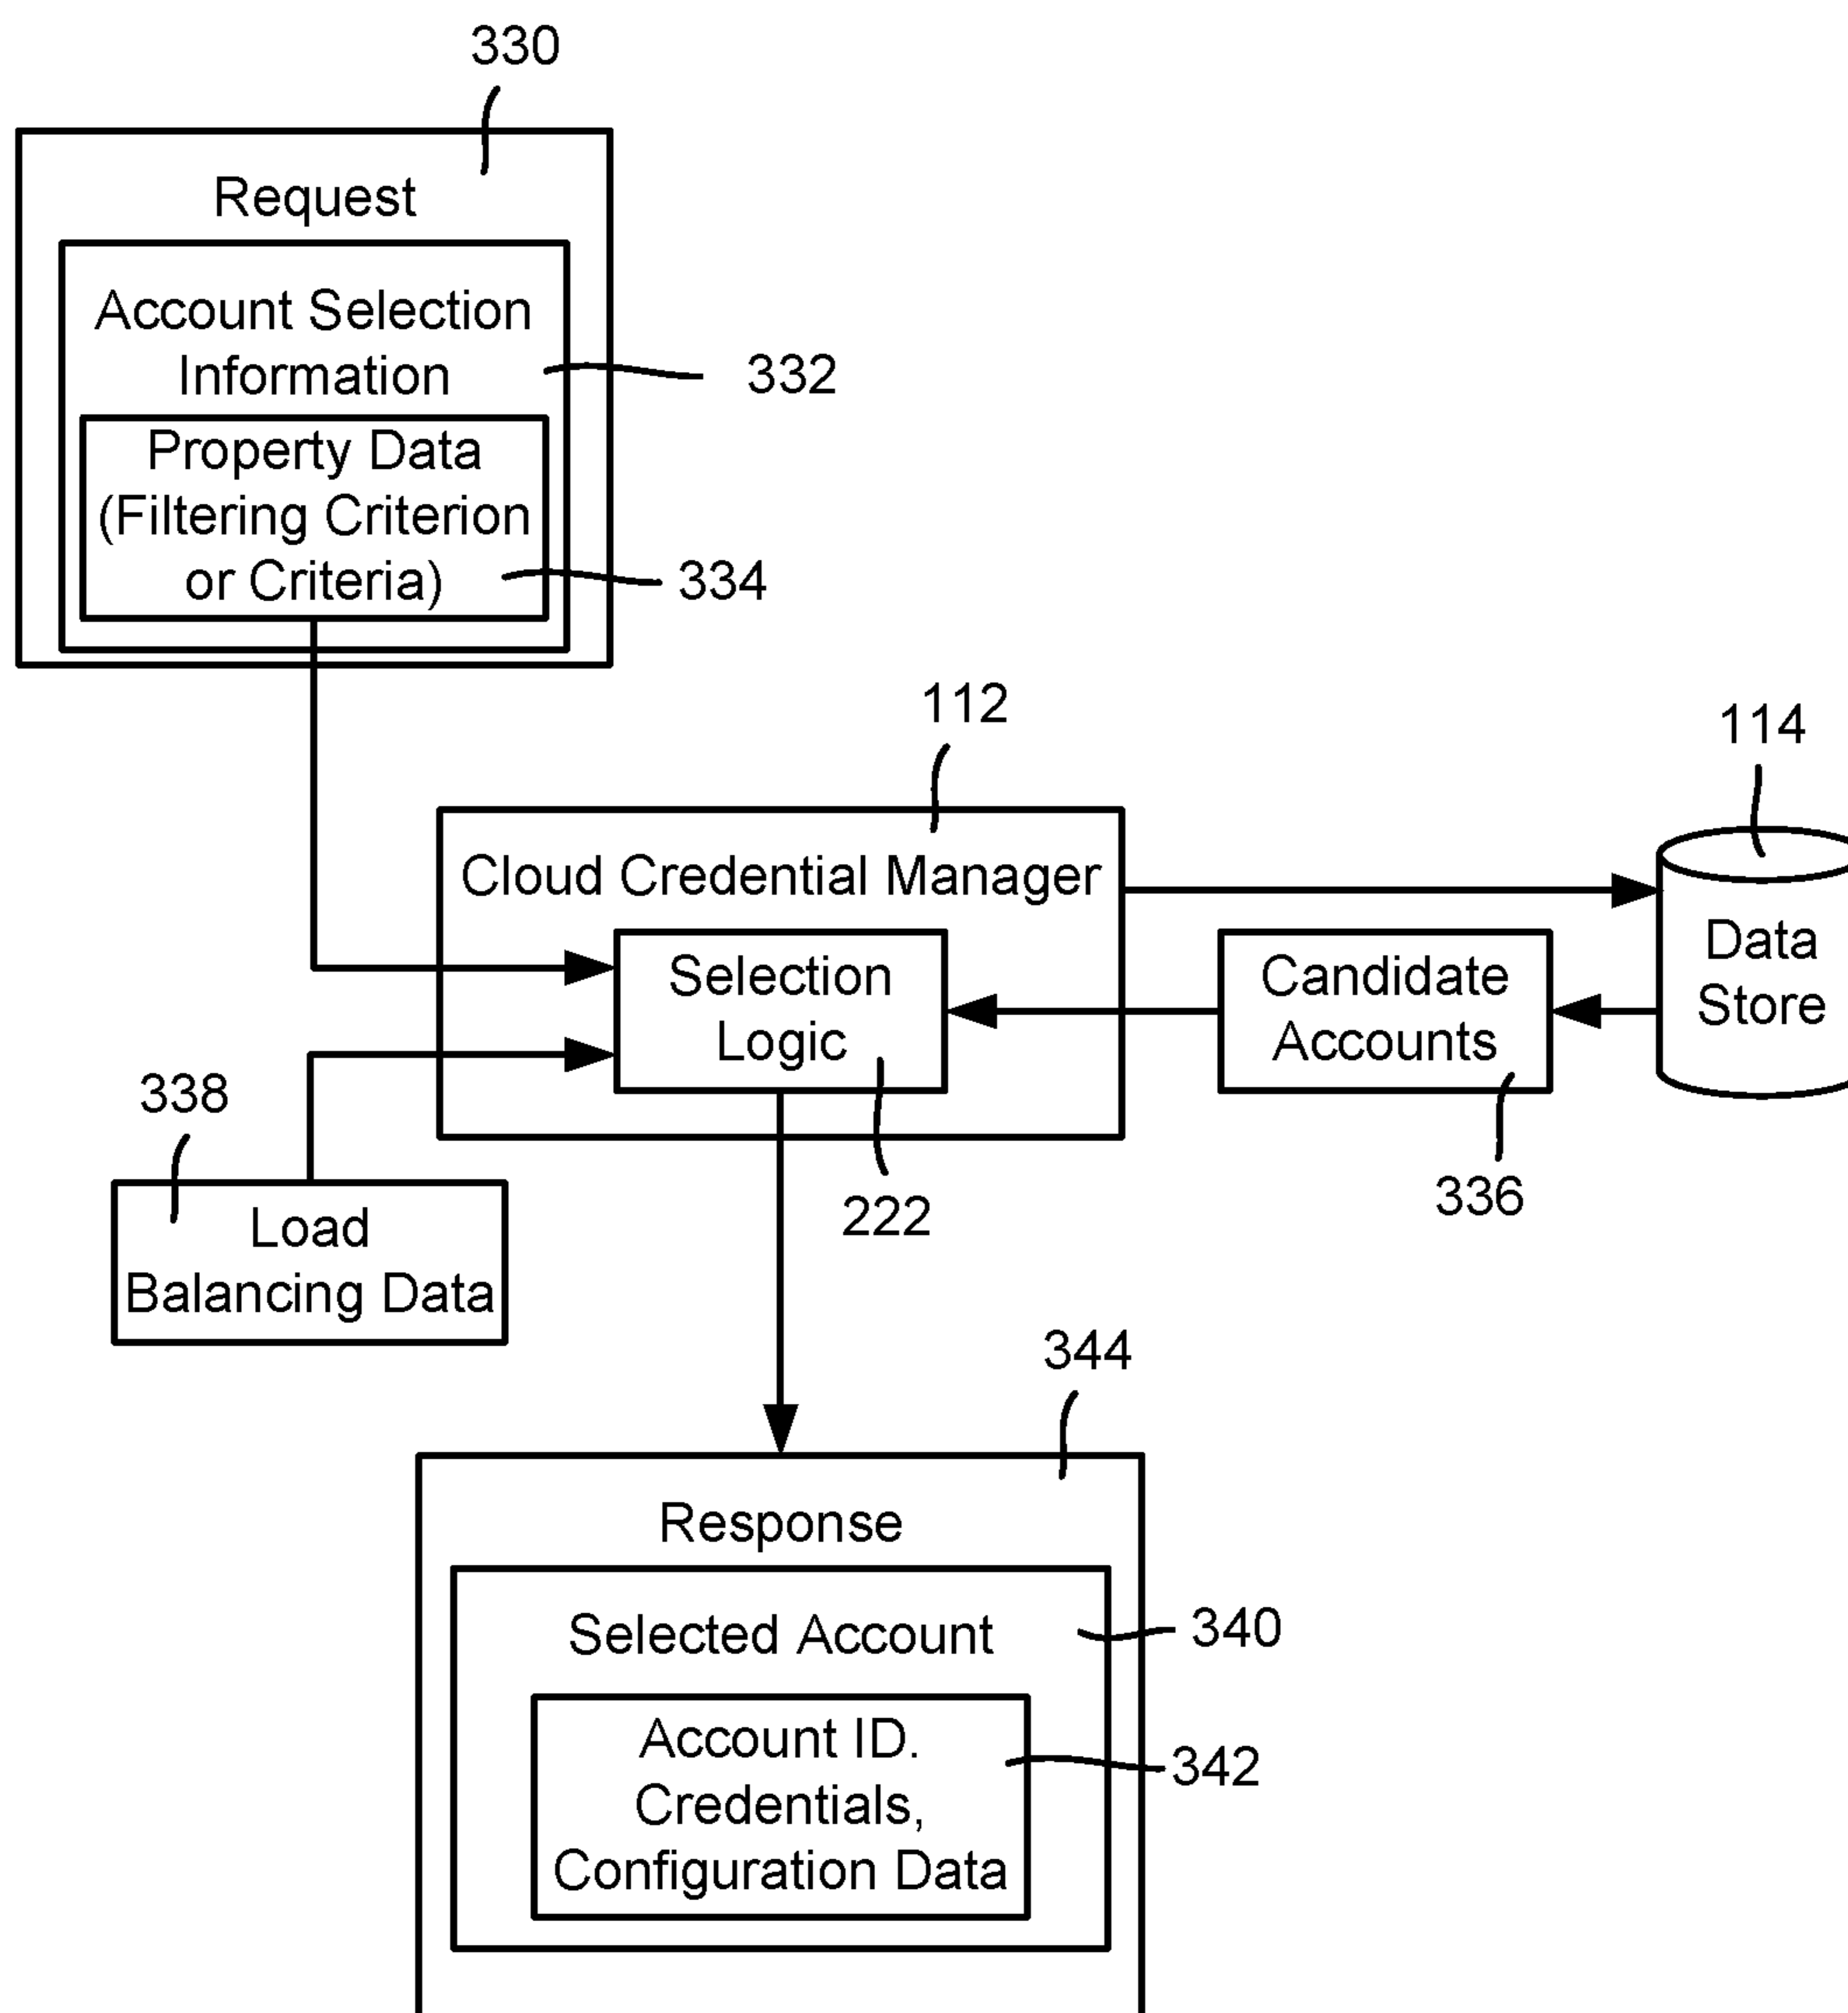 330
Request
Account Selection
Information
332
Property Data
(Filtering Criterion
or Criteria)
334
112
114
Cloud Credential Manager
Selection
Logic
Candidate
Accounts
Data
Store
338
222
336
Load
Balancing Data
344
Response
Selected Account
340
Account ID.
Credentials,
Configuration Data
342